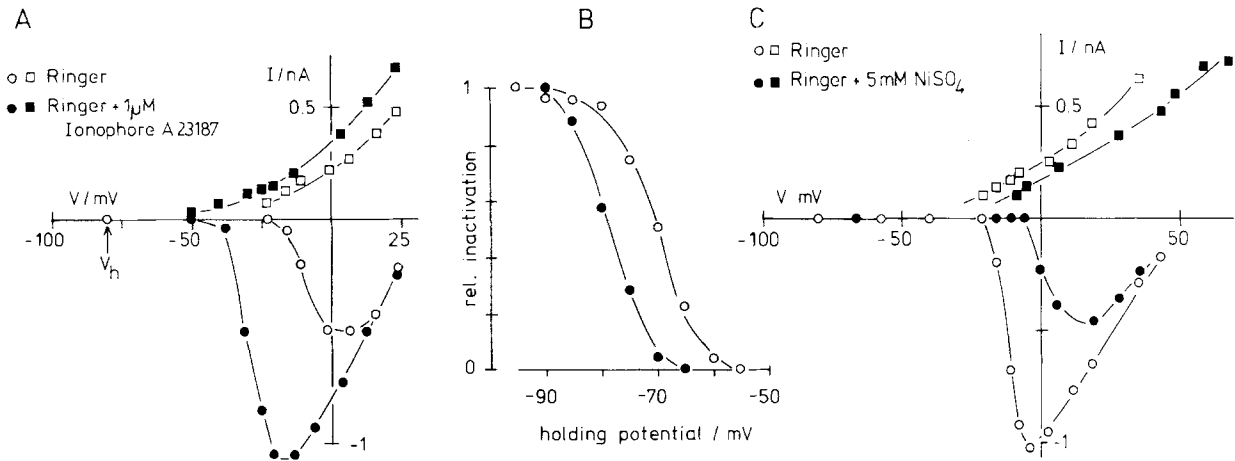 A
○ □ Ringer
● ■ Ringer + 1µM
Ionophore A 23187
I / nA
0.5
V / mV
-100
-50
25
V_h
-1
B
1
rel. inactivation
0
-90
-70
-50
holding potential / mV
C
○ □ Ringer
● ■ Ringer + 5 mM NiSO₄
I / nA
0.5
V mV
-100
-50
0
50
-1